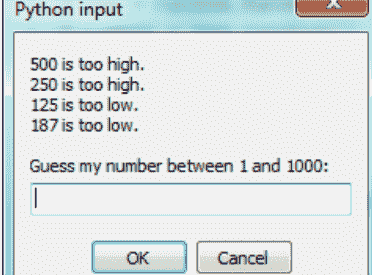 Python input
500 is too high.
250 is too high.
125 is too low.
187 is too low.
Guess my number between 1 and 1000:
OK
Cancel